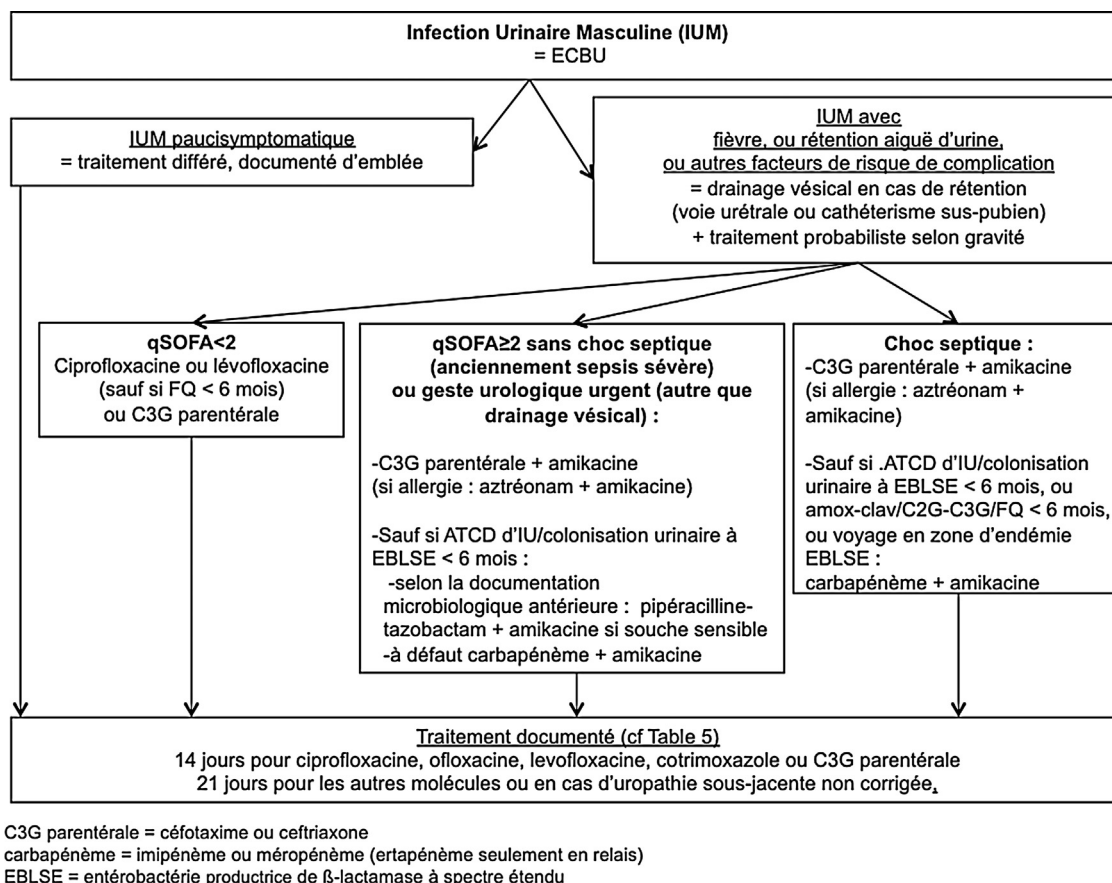 Infection Urinaire Masculine (IUM)
= ECBU
IUM paucisymptomatique
= traitement différé, documenté d'emblée
IUM avec
fièvre, ou rétention aiguë d'urine,
ou autres facteurs de risque de complication
= drainage vésical en cas de rétention
(voie urétrale ou cathéterisme sus-pubien)
+ traitement probabiliste selon gravité
qSOFA<2
Ciprofloxacine ou lévofloxacine
(sauf si FQ < 6 mois)
ou C3G parentérale
qSOFA≥2 sans choc septique
(anciennement sepsis sévère)
ou geste urologique urgent (autre que
drainage vésical) :
-C3G parentérale + amikacine
(si allergie : aztréonam + amikacine)
-Sauf si ATCD d'IU/colonisation urinaire à
EBLSE < 6 mois :
-selon la documentation
microbiologique antérieure : pipéracilline-
tazobactam + amikacine si souche sensible
-à défaut carbapénème + amikacine
Choc septique :
-C3G parentérale + amikacine
(si allergie : aztréonam +
amikacine)
-Sauf si .ATCD d'IU/colonisation
urinaire à EBLSE < 6 mois, ou
amox-clav/C2G-C3G/FQ < 6 mois,
ou voyage en zone d'endémie
EBLSE :
carbapénème + amikacine
Traitement documenté (cf Table 5)
14 jours pour ciprofloxacine, ofloxacine, levofloxacine, cotrimoxazole ou C3G parentérale
21 jours pour les autres molécules ou en cas d'uropathie sous-jacente non corrigée.
C3G parentérale = céfotaxime ou ceftriaxone
carbapénème = imipénème ou méropénème (ertapénème seulement en relais)
EBLSE = entérobactérie productrice de ß-lactamase à spectre étendu